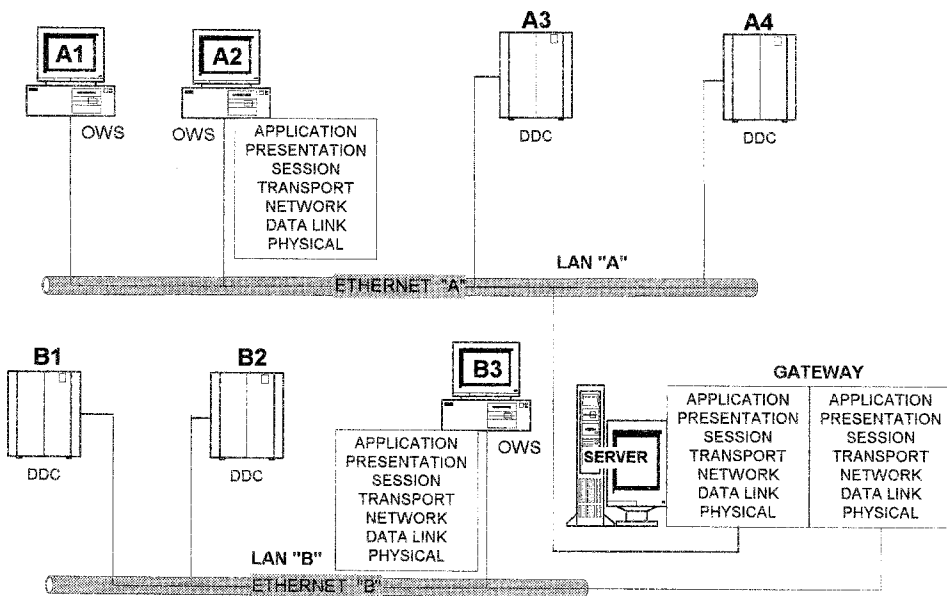 A1
OWS
A2
OWS
APPLICATION
PRESENTATION
SESSION
TRANSPORT
NETWORK
DATA LINK
PHYSICAL
A3
DDC
A4
DDC
LAN "A"
ETHERNET "A"
B1
DDC
B2
DDC
B3
OWS
APPLICATION
PRESENTATION
SESSION
TRANSPORT
NETWORK
DATA LINK
PHYSICAL
LAN "B"
ETHERNET "B"
SERVER
GATEWAY
APPLICATION
PRESENTATION
SESSION
TRANSPORT
NETWORK
DATA LINK
PHYSICAL
APPLICATION
PRESENTATION
SESSION
TRANSPORT
NETWORK
DATA LINK
PHYSICAL